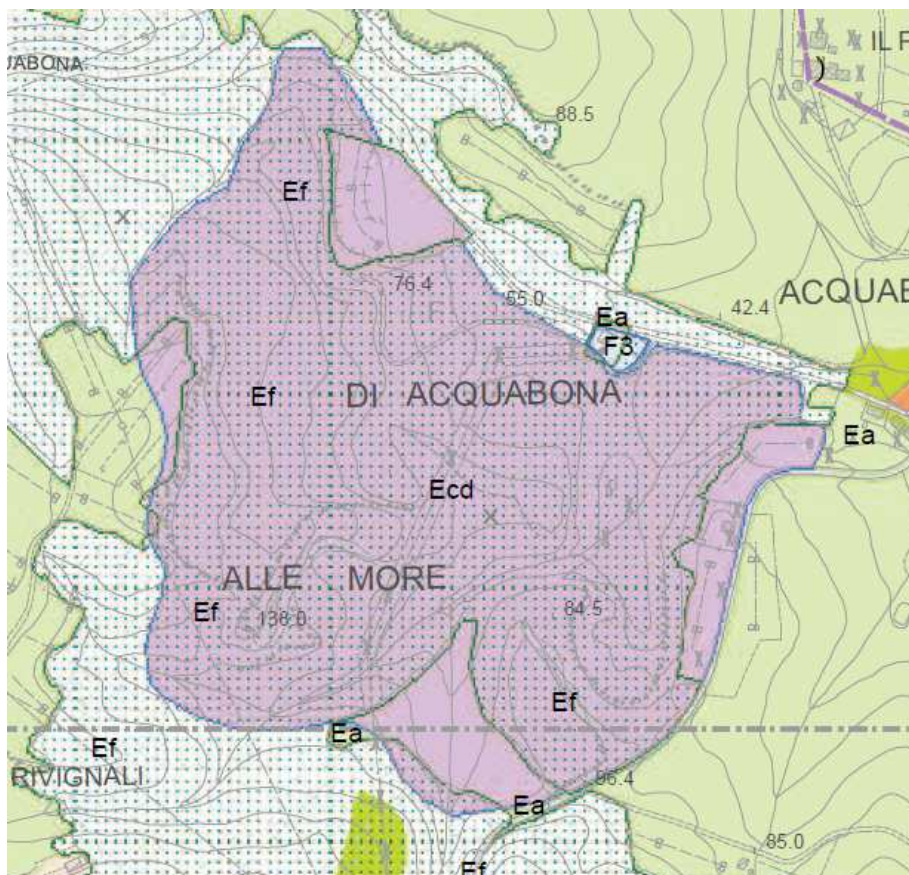 IL P
UABONA
88.5
Ef
76.4
55.0
ACQUAB
42.4
Ea
F3
Ef
DI ACQUABONA
Ea
Ecd
ALLE MORE
Ef
138.0
84.5
Ef
Ea
Ef
RIVIGNALI
96.4
Ea
85.0
Ef